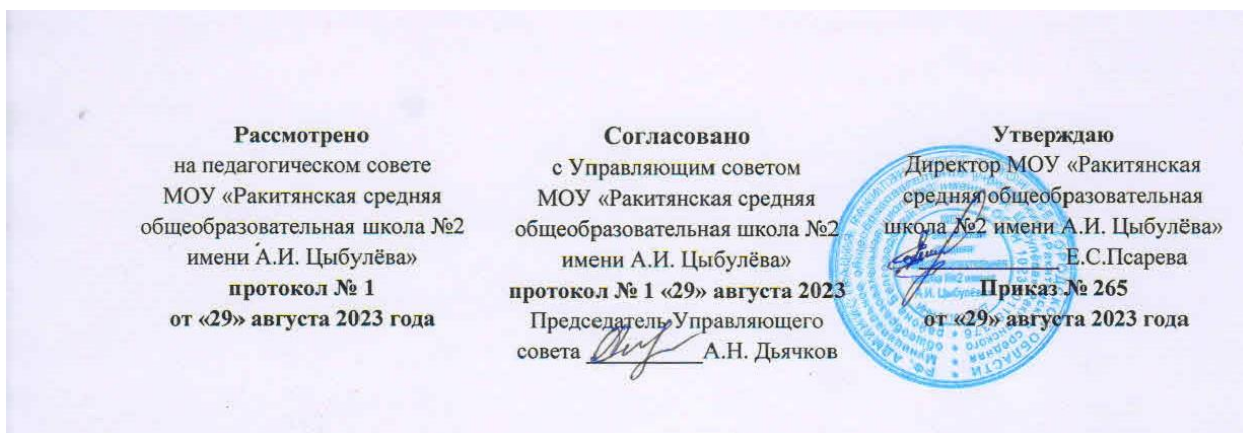 Рассмотрено
на педагогическом совете
МОУ «Ракитянская средняя
общеобразовательная школа №2
имени А.И. Цыбулёва»
протокол № 1
от «29» августа 2023 года
Согласовано
с Управляющим советом
МОУ «Ракитянская средняя
общеобразовательная школа №2
имени А.И. Цыбулёва»
протокол № 1 «29» августа 2023
Председатель Управляющего
совета ____________А.Н. Дьячков
Утверждаю
Директор МОУ «Ракитянская
средняя общеобразовательная
школа №2 имени А.И. Цыбулёва»
____________ Е.С.Псарева
Приказ № 265
от «29» августа 2023 года